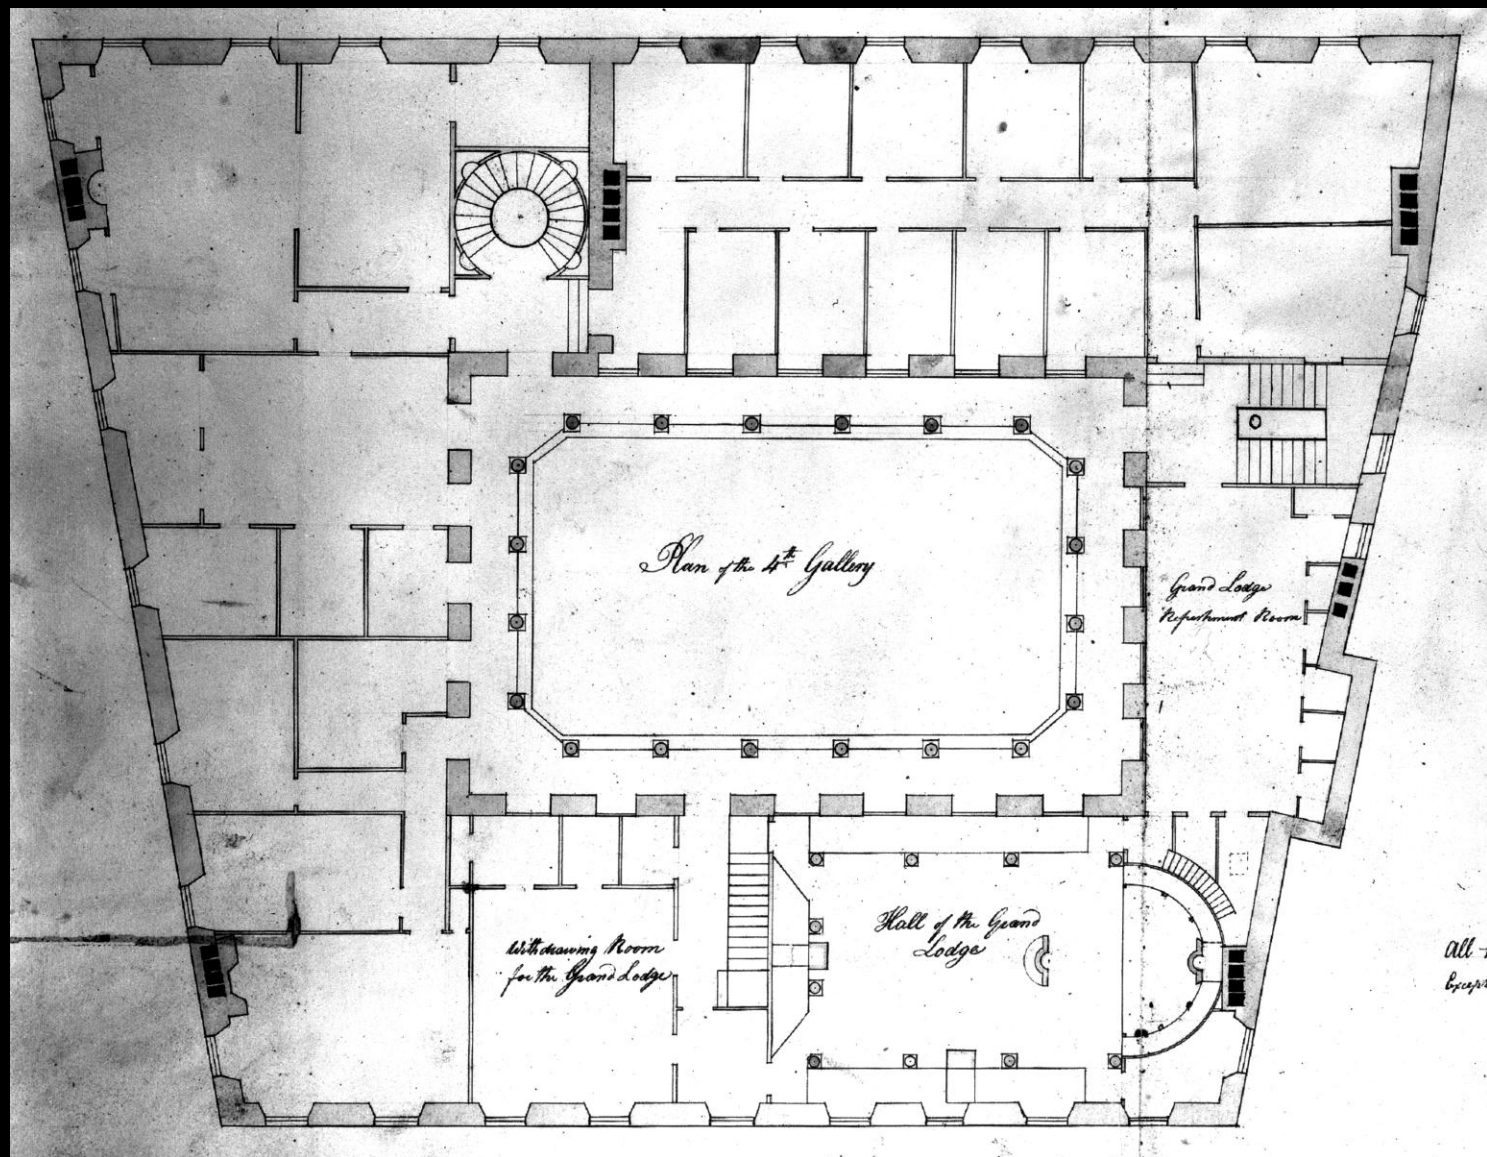 Plan of the 4th Gallery
Grand Lodge
Refreshment Room
Hall of the Grand
Lodge
Withdrawing Room
for the Grand Lodge
All
Except